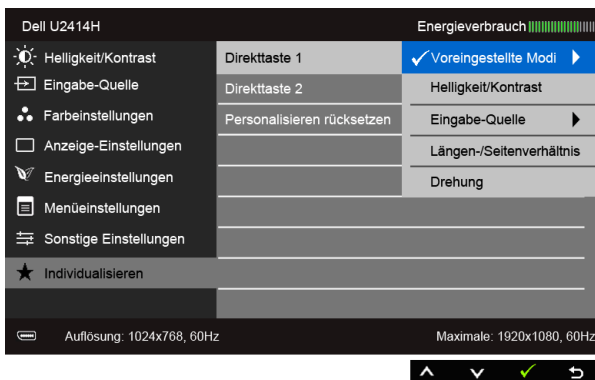 Dell U2414H Energieverbrauch
Helligkeit/Kontrast Direkttaste 1 Voreingestellte Modi
Eingabe-Quelle Direkttaste 2 Helligkeit/Kontrast
Farbeinstellungen Personalisieren rücksetzen Eingabe-Quelle
Anzeige-Einstellungen Längen-/Seitenverhältnis
Energieeinstellungen Drehung
Menüeinstellungen
Sonstige Einstellungen
Individualisieren
Auflösung: 1024x768, 60Hz Maximale: 1920x1080, 60Hz